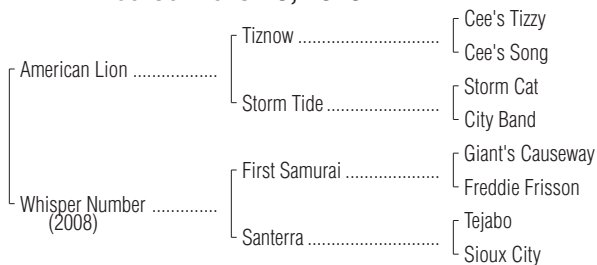 Cee's Tizzy
Tiznow
Cee's Song
American Lion
Storm Cat
Storm Tide
City Band
Giant's Causeway
First Samurai
Freddie Frisson
Whisper Number
(2008)
Tejabo
Santerra
Sioux City